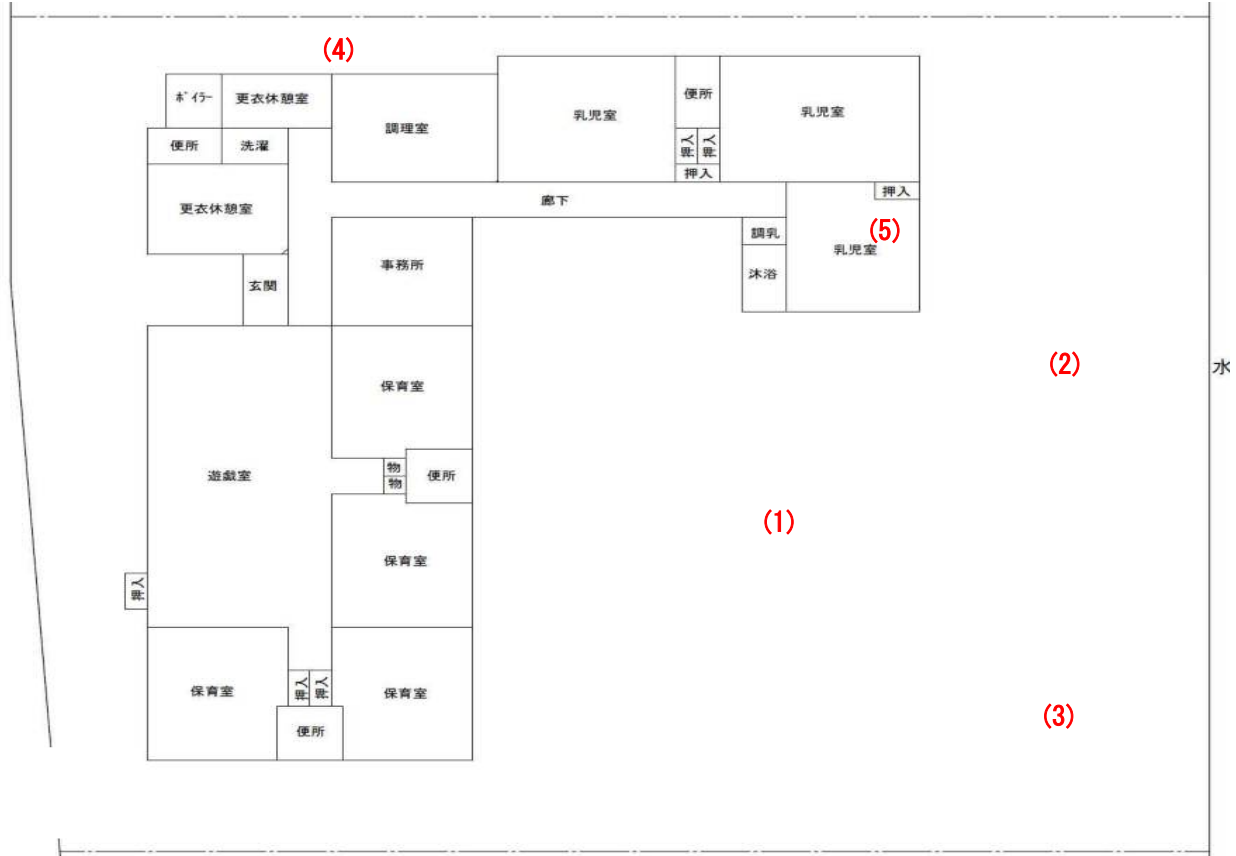 (4)
ボイラー
更衣休憩室
調理室
乳児室
便所
乳児室
便所
洗濯
押入
押入
押入
更衣休憩室
廊下
押入
調乳
(5)
乳児室
事務所
沐浴
玄関
(2)
水
保育室
遊戯室
物
物
便所
(1)
保育室
押入
保育室
押入
押入
保育室
便所
(3)